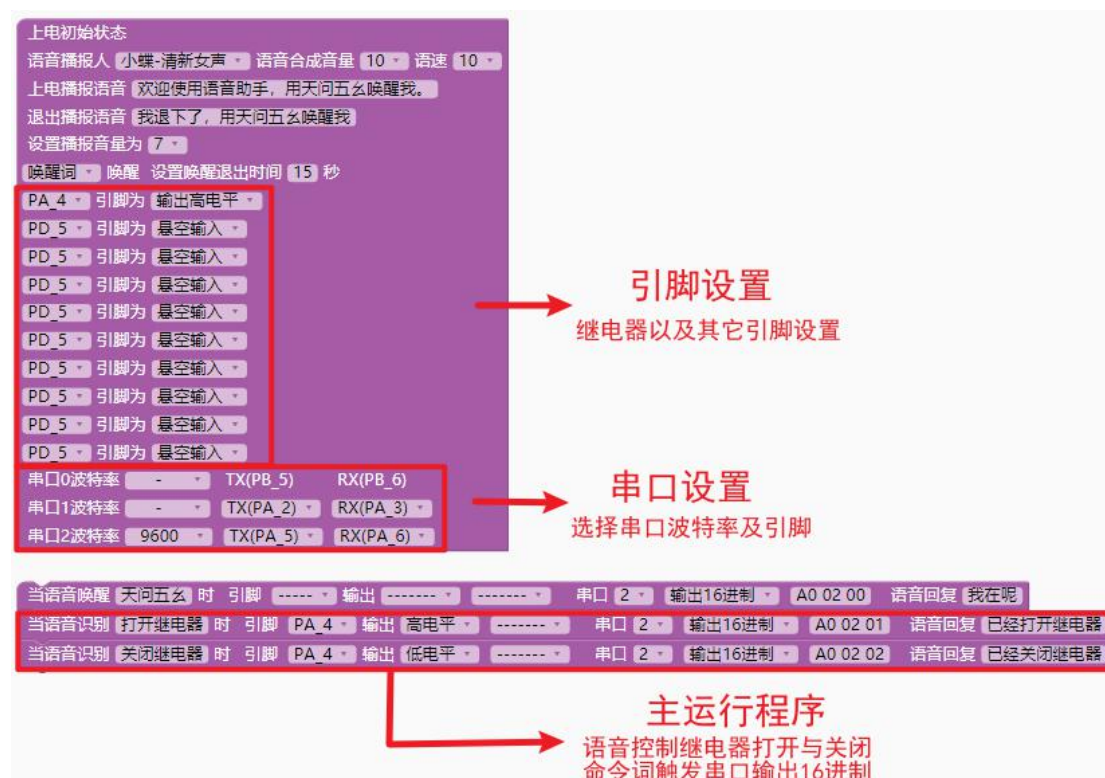 上电初始状态
语音播报人 小蝶-清新女声 语音合成音量 10 语速 10
上电播报语音 欢迎使用语音助手，用天问五幺唤醒我。
退出播报语音 我退下了，用天问五幺唤醒我
设置播报音量为 7
唤醒词 唤醒 设置唤醒退出时间 15 秒
PA_4 引脚为 输出高电平
PD_5 引脚为 悬空输入
PD_5 引脚为 悬空输入
PD_5 引脚为 悬空输入
PD_5 引脚为 悬空输入
PD_5 引脚为 悬空输入
PD_5 引脚为 悬空输入
PD_5 引脚为 悬空输入
PD_5 引脚为 悬空输入
PD_5 引脚为 悬空输入
引脚设置
继电器以及其它引脚设置
串口0波特率 - TX(PB_5) RX(PB_6)
串口1波特率 - TX(PA_2) RX(PA_3)
串口2波特率 9600 TX(PA_5) RX(PA_6)
串口设置
选择串口波特率及引脚
当语音唤醒 天问五幺 时 引脚 ----- 输出 ------- ------- 串口 2 输出16进制 A0 02 00 语音回复 我在呢
当语音识别 打开继电器 时 引脚 PA_4 输出 高电平 ------- 串口 2 输出16进制 A0 02 01 语音回复 已经打开继电器
当语音识别 关闭继电器 时 引脚 PA_4 输出 低电平 ------- 串口 2 输出16进制 A0 02 02 语音回复 已经关闭继电器
主运行程序
语音控制继电器打开与关闭
命令词触发串口输出16进制